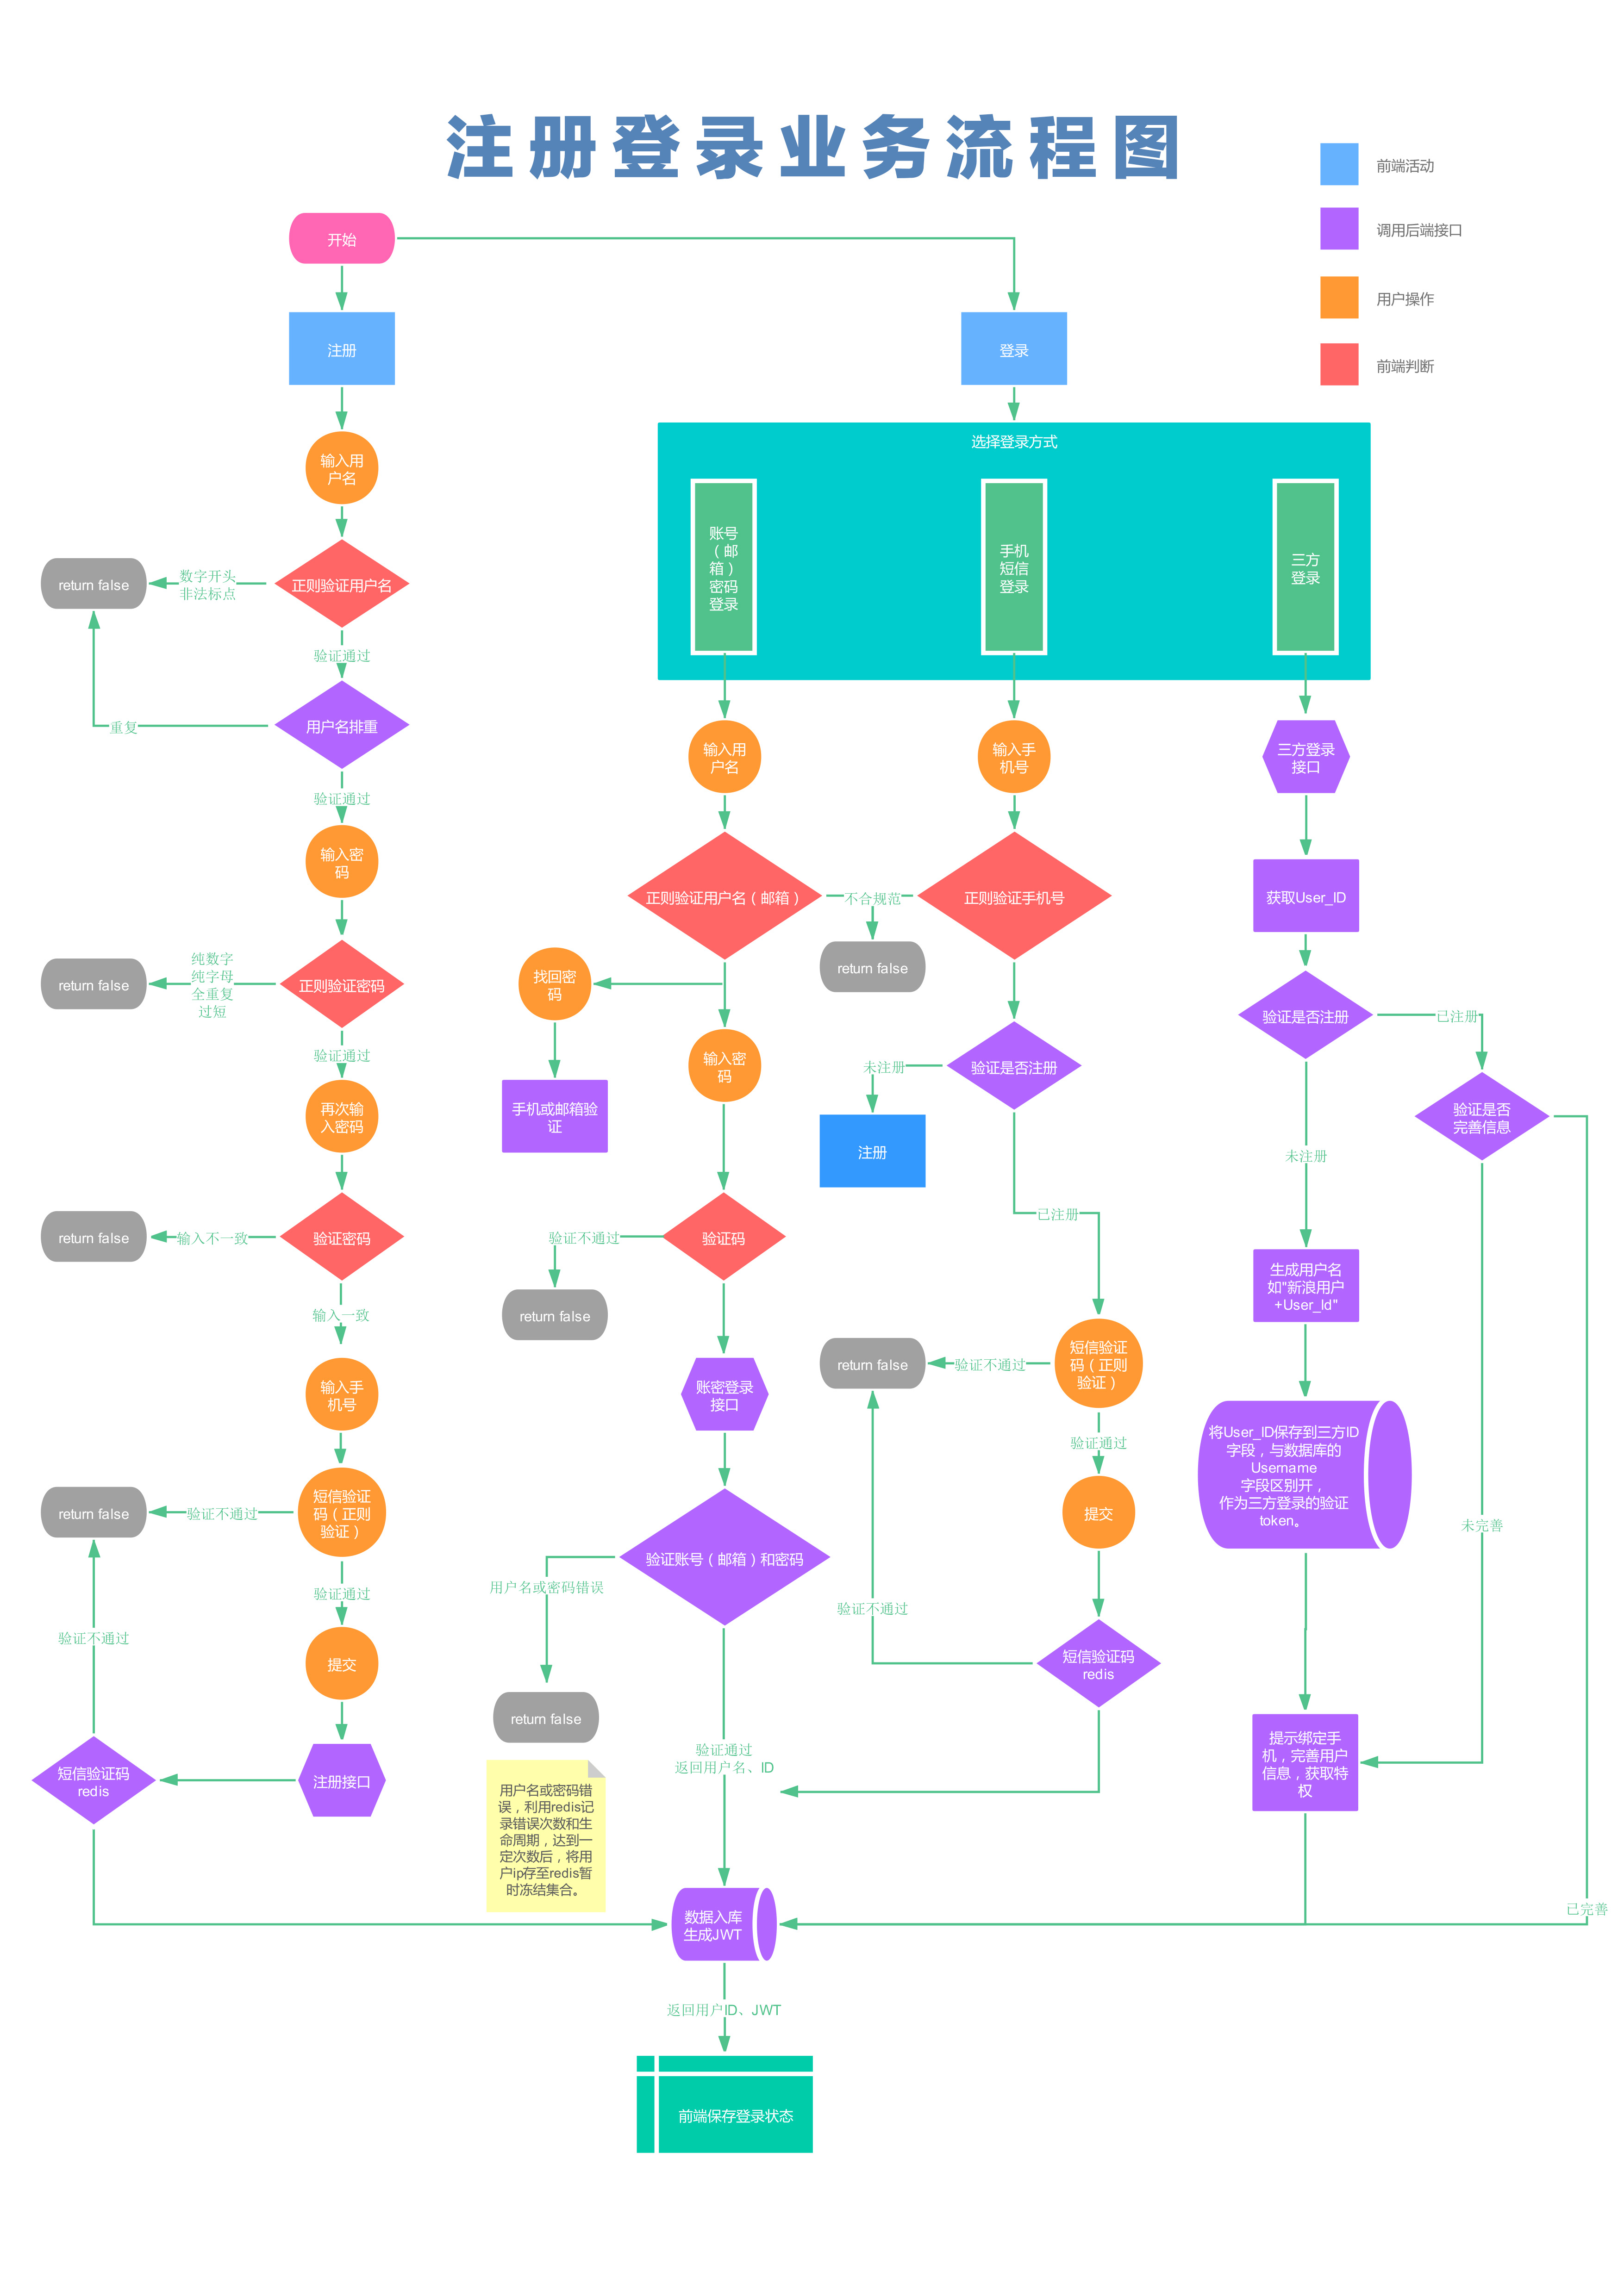 注册登录业务流程图
前端活动
调用后端接口
用户操作
前端判断
开始
注册
登录
输入用
户名
正则验证用户名
数字开头
非法标点
return false
验证通过
用户名排重
重复
验证通过
输入密
码
正则验证密码
纯数字
纯字母
全重复
过短
return false
验证通过
再次输
入密码
验证密码
输入不一致
return false
输入一致
输入手
机号
短信验证
码（正则
验证）
验证不通过
return false
验证通过
提交
注册接口
短信验证码
redis
验证不通过
选择登录方式
账号
（邮
箱）
密码
登录
手机
短信
登录
三方
登录
输入用
户名
正则验证用户名（邮箱）
不合规范
return false
找回密
码
手机或邮箱验
证
输入密
码
验证码
验证不通过
return false
账密登录
接口
验证账号（邮箱）和密码
用户名或密码错误
return false
用户名或密码错
误，利用redis记
录错误次数和生
命周期，达到一
定次数后，将用
户ip存至redis暂
时冻结集合。
验证通过
返回用户名、ID
输入手
机号
正则验证手机号
验证是否注册
未注册
注册
已注册
短信验证
码（正则
验证）
验证不通过
return false
验证通过
提交
短信验证码
redis
验证不通过
三方登录
接口
获取User_ID
验证是否注册
已注册
验证是否
完善信息
未注册
生成用户名
如"新浪用户
+User_Id"
将User_ID保存到三方ID
字段，与数据库的
Username
字段区别开，
作为三方登录的验证
token。
未完善
提示绑定手
机，完善用户
信息，获取特
权
已完善
数据入库
生成JWT
返回用户ID、JWT
前端保存登录状态